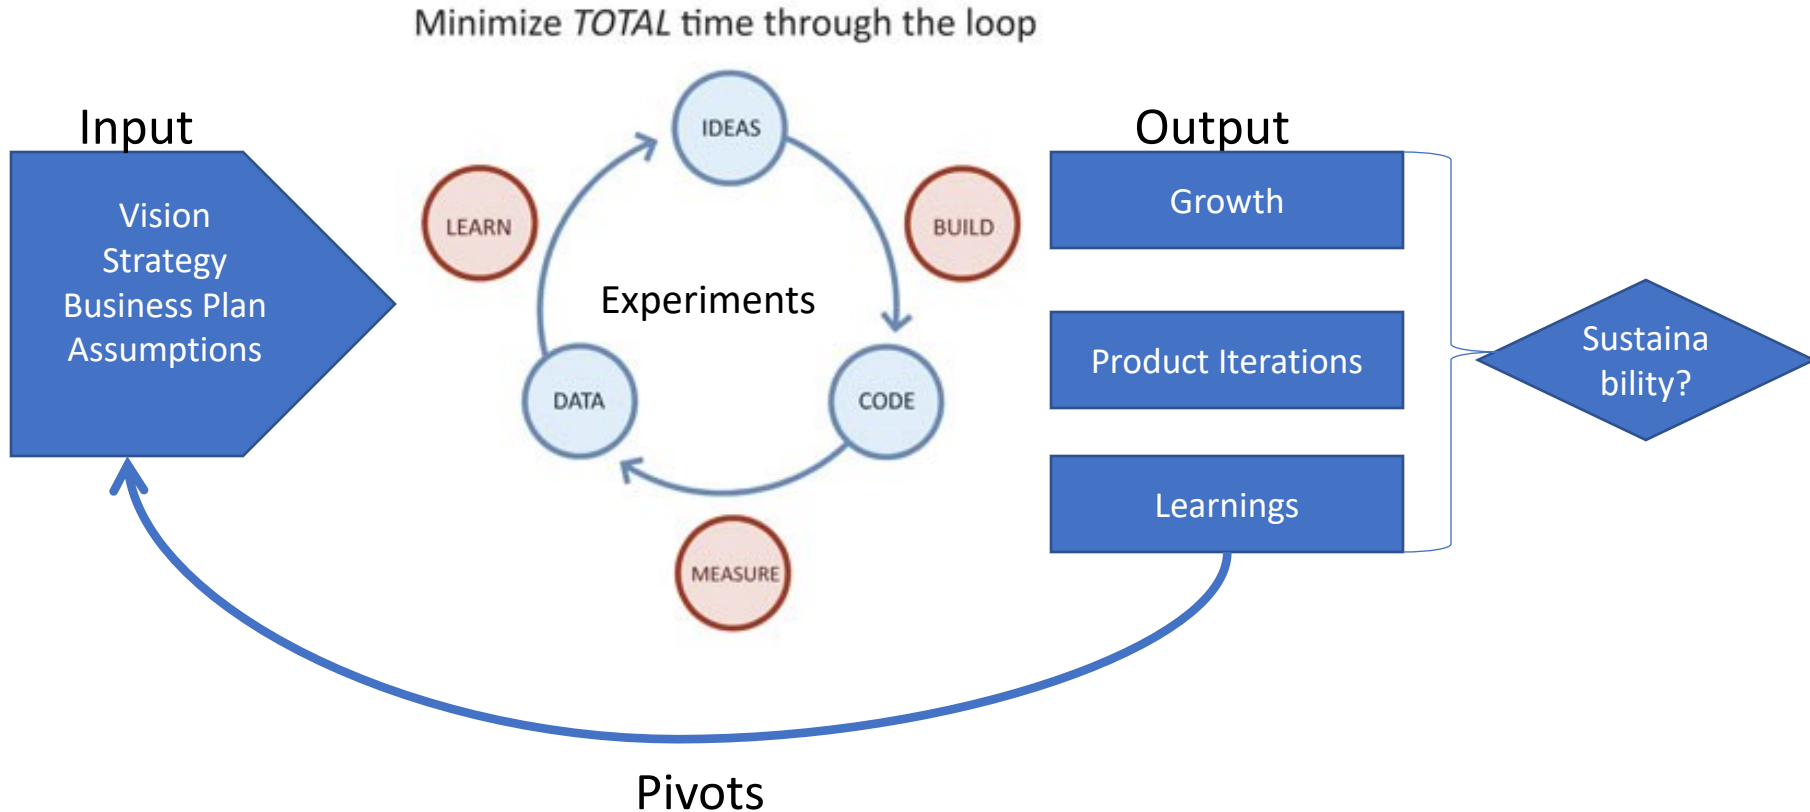 Minimize TOTAL time through the loop
Input
Vision
Strategy
Business Plan
Assumptions
IDEAS
LEARN
BUILD
Experiments
DATA
CODE
MEASURE
Output
Growth
Product Iterations
Learnings
Sustaina
bility?
Pivots